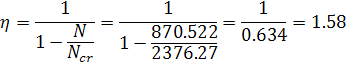 η = 1 / (1 − N/N_cr) = 1 / (1 − 870.522/2376.27) = 1/0.634 = 1.58